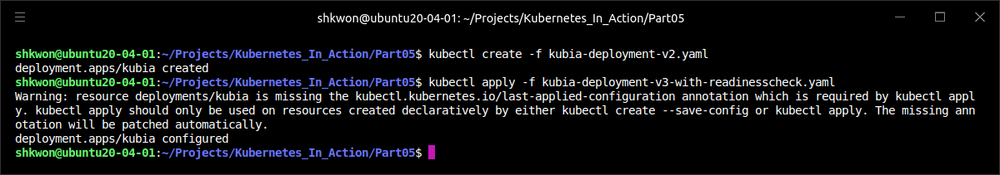 shkwon@ubuntu20-04-01: ~/Projects/Kubernetes_In_Action/Part05
shkwon@ubuntu20-04-01:~/Projects/Kubernetes_In_Action/Part05$ kubectl create -f kubia-deployment-v2.yaml
deployment.apps/kubia created
shkwon@ubuntu20-04-01:~/Projects/Kubernetes_In_Action/Part05$ kubectl apply -f kubia-deployment-v3-with-readinesscheck.yaml
Warning: resource deployments/kubia is missing the kubectl.kubernetes.io/last-applied-configuration annotation which is required by kubectl appl
y. kubectl apply should only be used on resources created declaratively by either kubectl create --save-config or kubectl apply. The missing ann
otation will be patched automatically.
deployment.apps/kubia configured
shkwon@ubuntu20-04-01:~/Projects/Kubernetes_In_Action/Part05$